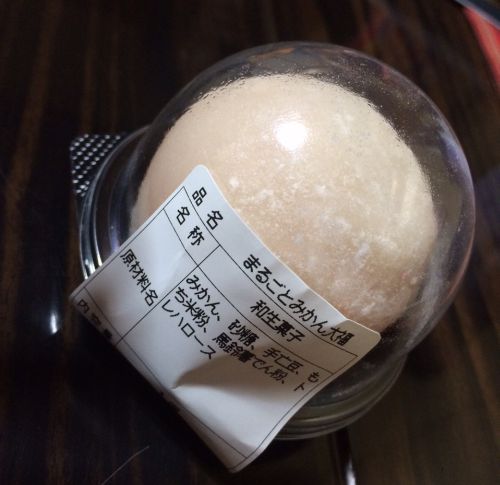 品名 まるごとみかん大福
名称 和生菓子
原材料名 みかん、砂糖、手亡豆、も
ち米粉、馬鈴薯でん粉、ト
レハロース